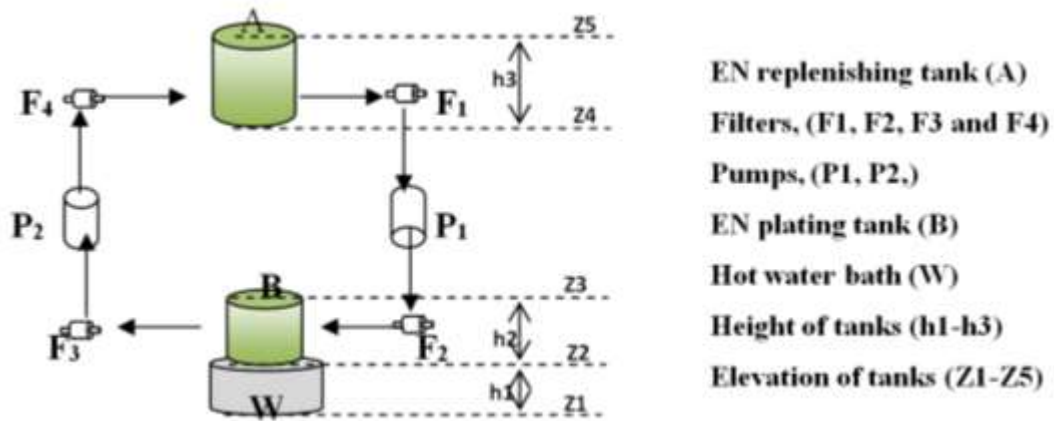 A
Z5
h3
F4
F1
Z4
P2
P1
B
Z3
h2
F3
F2
Z2
h1
W
Z1
EN replenishing tank (A)
Filters, (F1, F2, F3 and F4)
Pumps, (P1, P2,)
EN plating tank (B)
Hot water bath (W)
Height of tanks (h1-h3)
Elevation of tanks (Z1-Z5)